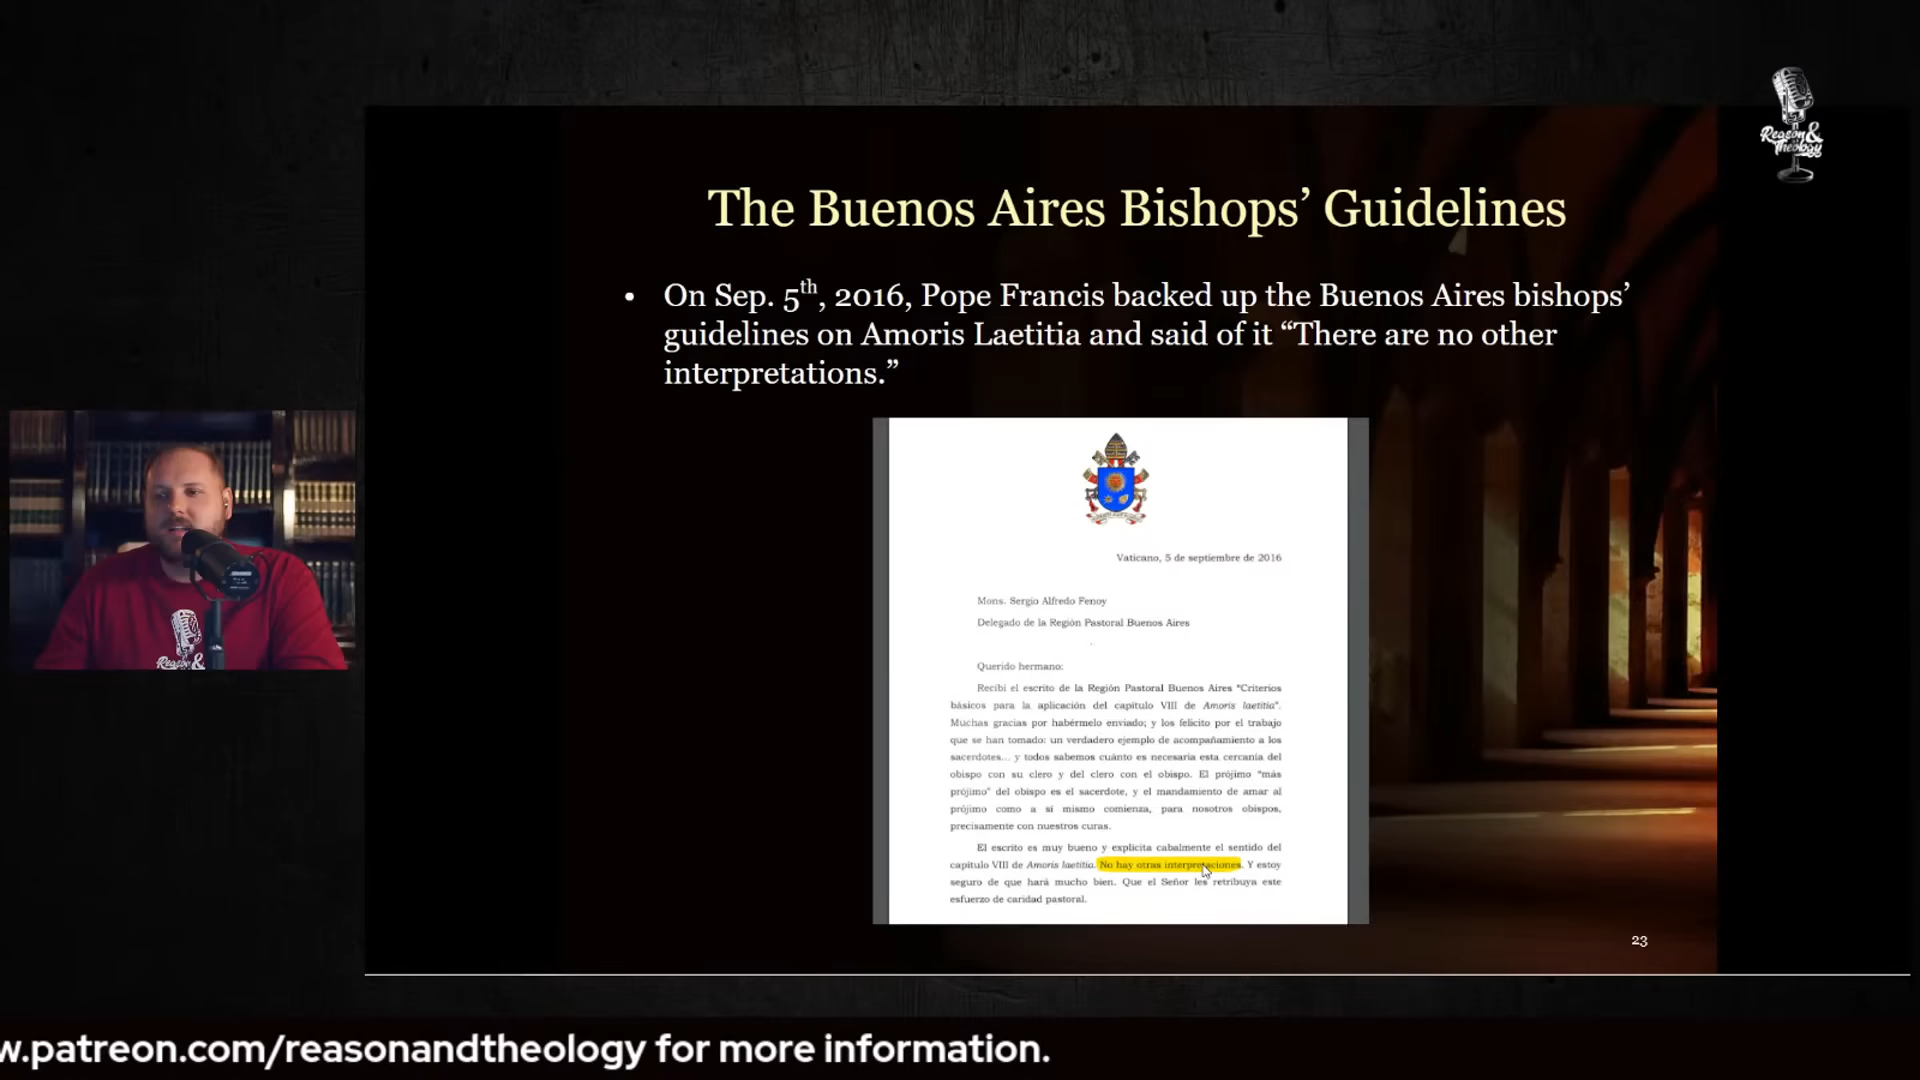 Reason &
Theology
The Buenos Aires Bishops’ Guidelines
• On Sep. 5th, 2016, Pope Francis backed up the Buenos Aires bishops’
guidelines on Amoris Laetitia and said of it “There are no other
interpretations.”
Vaticano, 5 de septiembre de 2016
Mons. Sergio Alfredo Fenoy
Delegado de la Región Pastoral Buenos Aires
Querido hermano:
Recibí el escrito de la Región Pastoral Buenos Aires “Criterios
básicos para la aplicación del capítulo VIII de Amoris laetitia”.
Muchas gracias por habérmelo enviado; y los felicito por el trabajo
que se han tomado: un verdadero ejemplo de acompañamiento a los
sacerdotes... y todos sabemos cuánto es necesaria esta cercanía del
obispo con su clero y del clero con el obispo. El prójimo “más
prójimo” del obispo es el sacerdote, y el mandamiento de amar al
prójimo como a sí mismo comienza, para nosotros obispos,
precisamente con nuestros curas.
El escrito es muy bueno y explicita cabalmente el sentido del
capítulo VIII de Amoris laetitia. No hay otras interpretaciones. Y estoy
seguro de que hará mucho bien. Que el Señor les retribuya este
esfuerzo de caridad pastoral.
23
Reason &
w.patreon.com/reasonandtheology for more information.